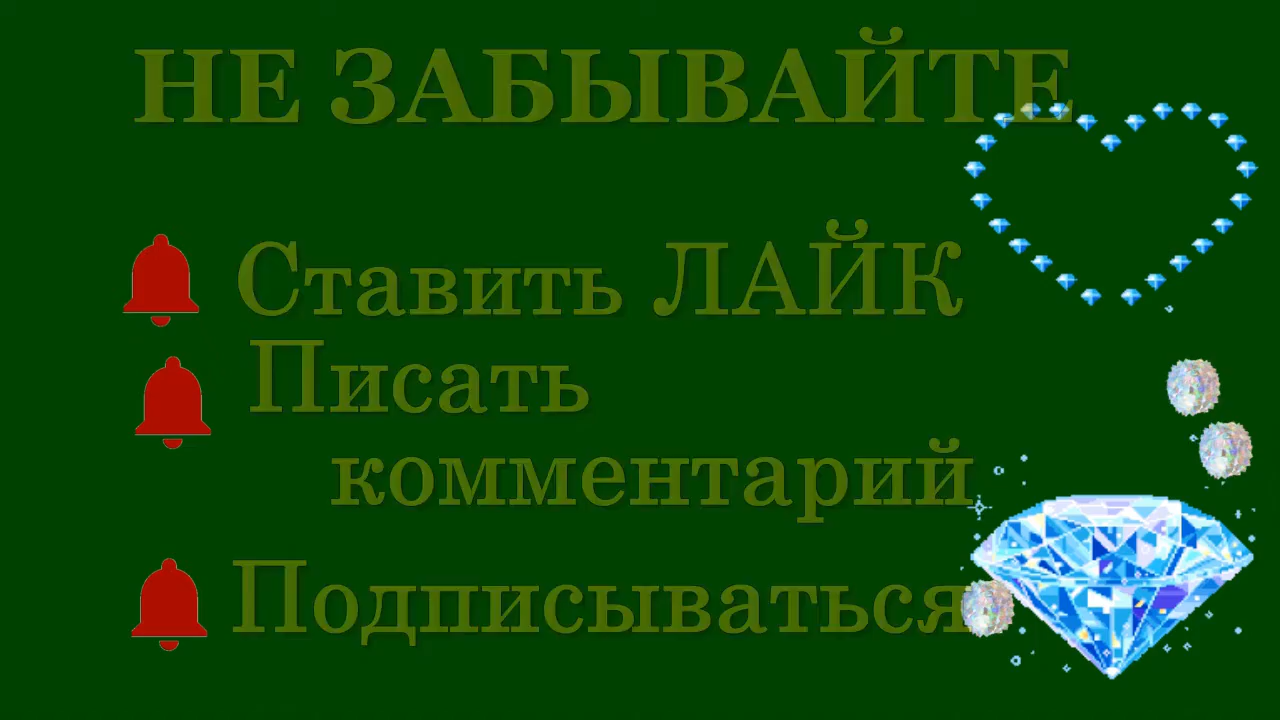 НЕ ЗАБЫВАЙТЕ
Ставить ЛАЙК
Писать
комментарий
Подписываться